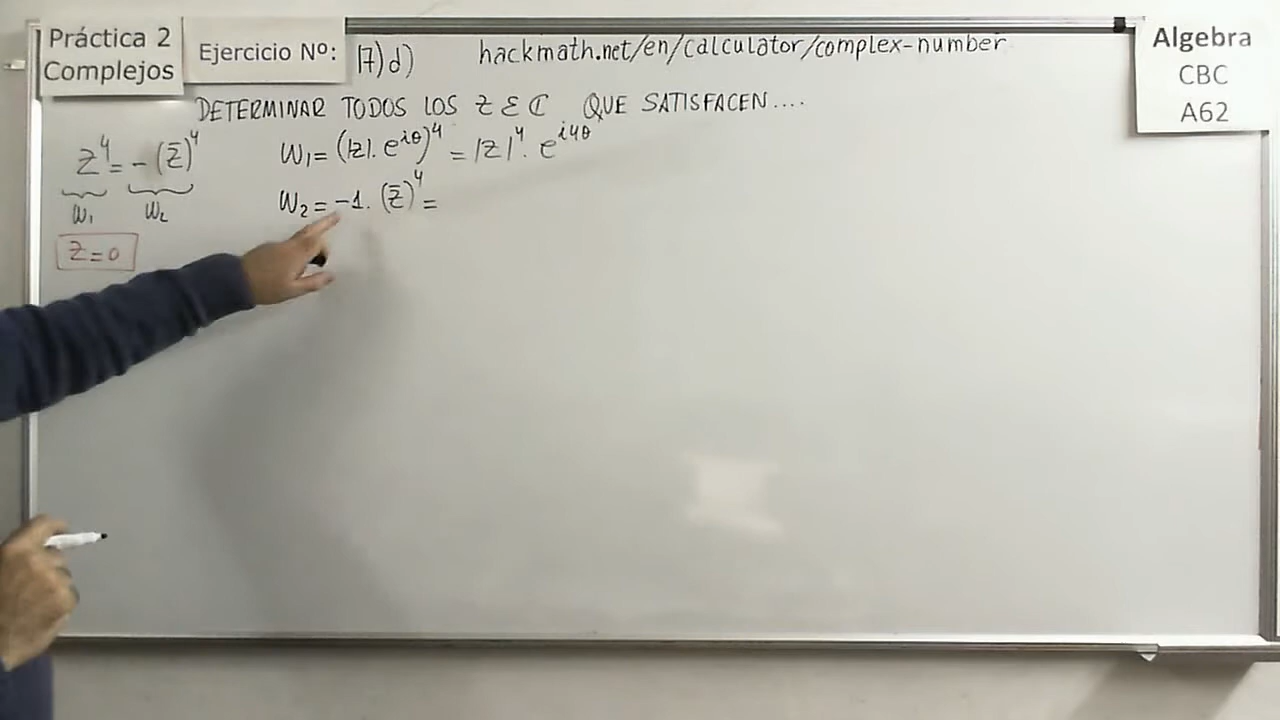 Práctica 2
Complejos
Ejercicio Nº: 17)d)
hackmath.net/en/calculator/complex-number
Algebra
CBC
A62
DETERMINAR TODOS LOS Z ε ℂ QUE SATISFACEN....
z⁴ = -(z̄)⁴
W₁ W₂
Z=0
W₁ = (|z|. e^{iθ})⁴ = |z|⁴. e^{i4θ}
W₂ = -1. (z̄)⁴ =